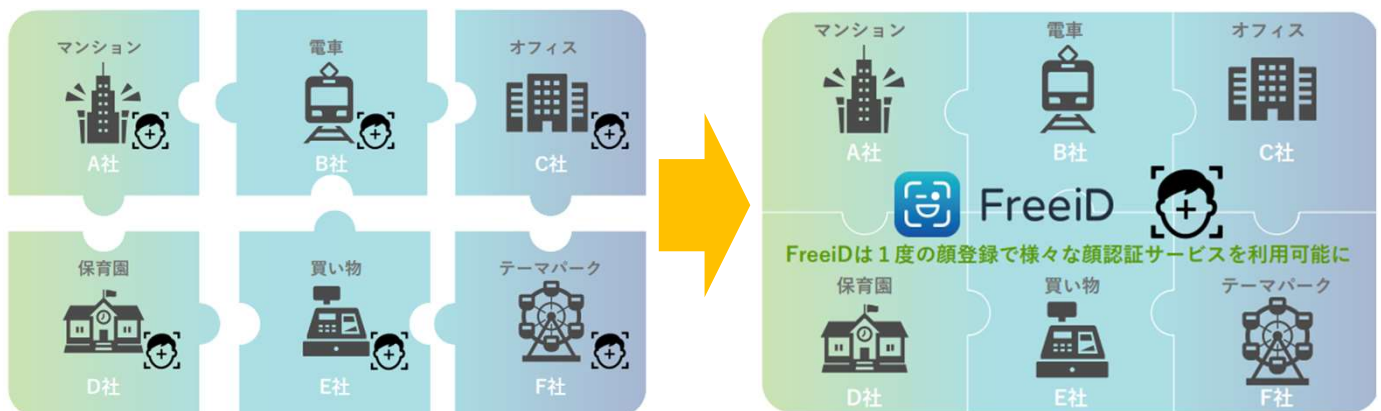 マンション
電車
オフィス
A社
B社
C社
保育園
買い物
テーマパーク
D社
E社
F社
マンション
電車
オフィス
A社
B社
C社
FreeiD
FreeiDは１度の顔登録で様々な顔認証サービスを利用可能に
保育園
買い物
テーマパーク
D社
E社
F社